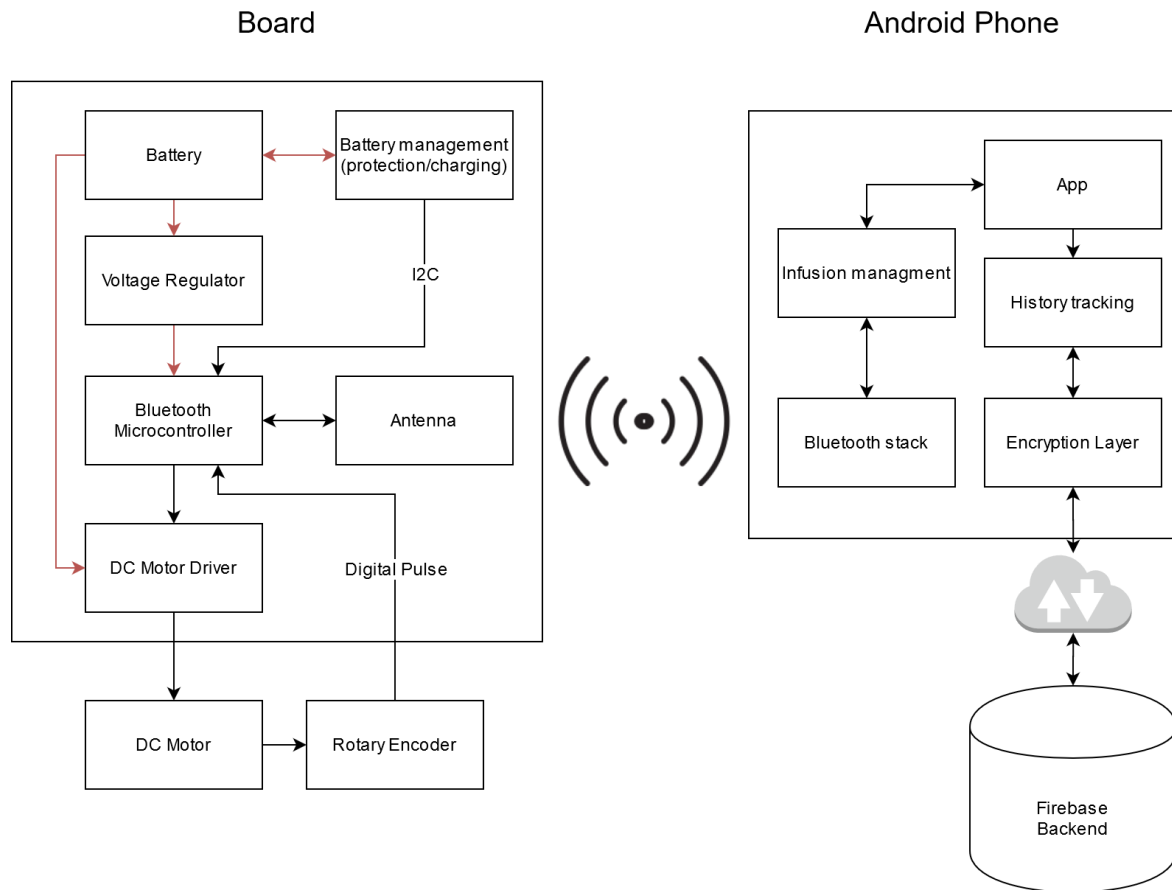 Board
Android Phone
Battery
Battery management
(protection/charging)
App
Voltage Regulator
I2C
Infusion managment
History tracking
Bluetooth
Microcontroller
Antenna
Bluetooth stack
Encryption Layer
DC Motor Driver
Digital Pulse
DC Motor
Rotary Encoder
Firebase
Backend